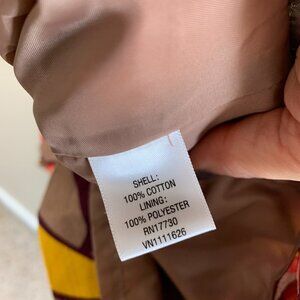 SHELL:
100% COTTON
LINING:
100% POLYESTER
RN17730
VN1111626